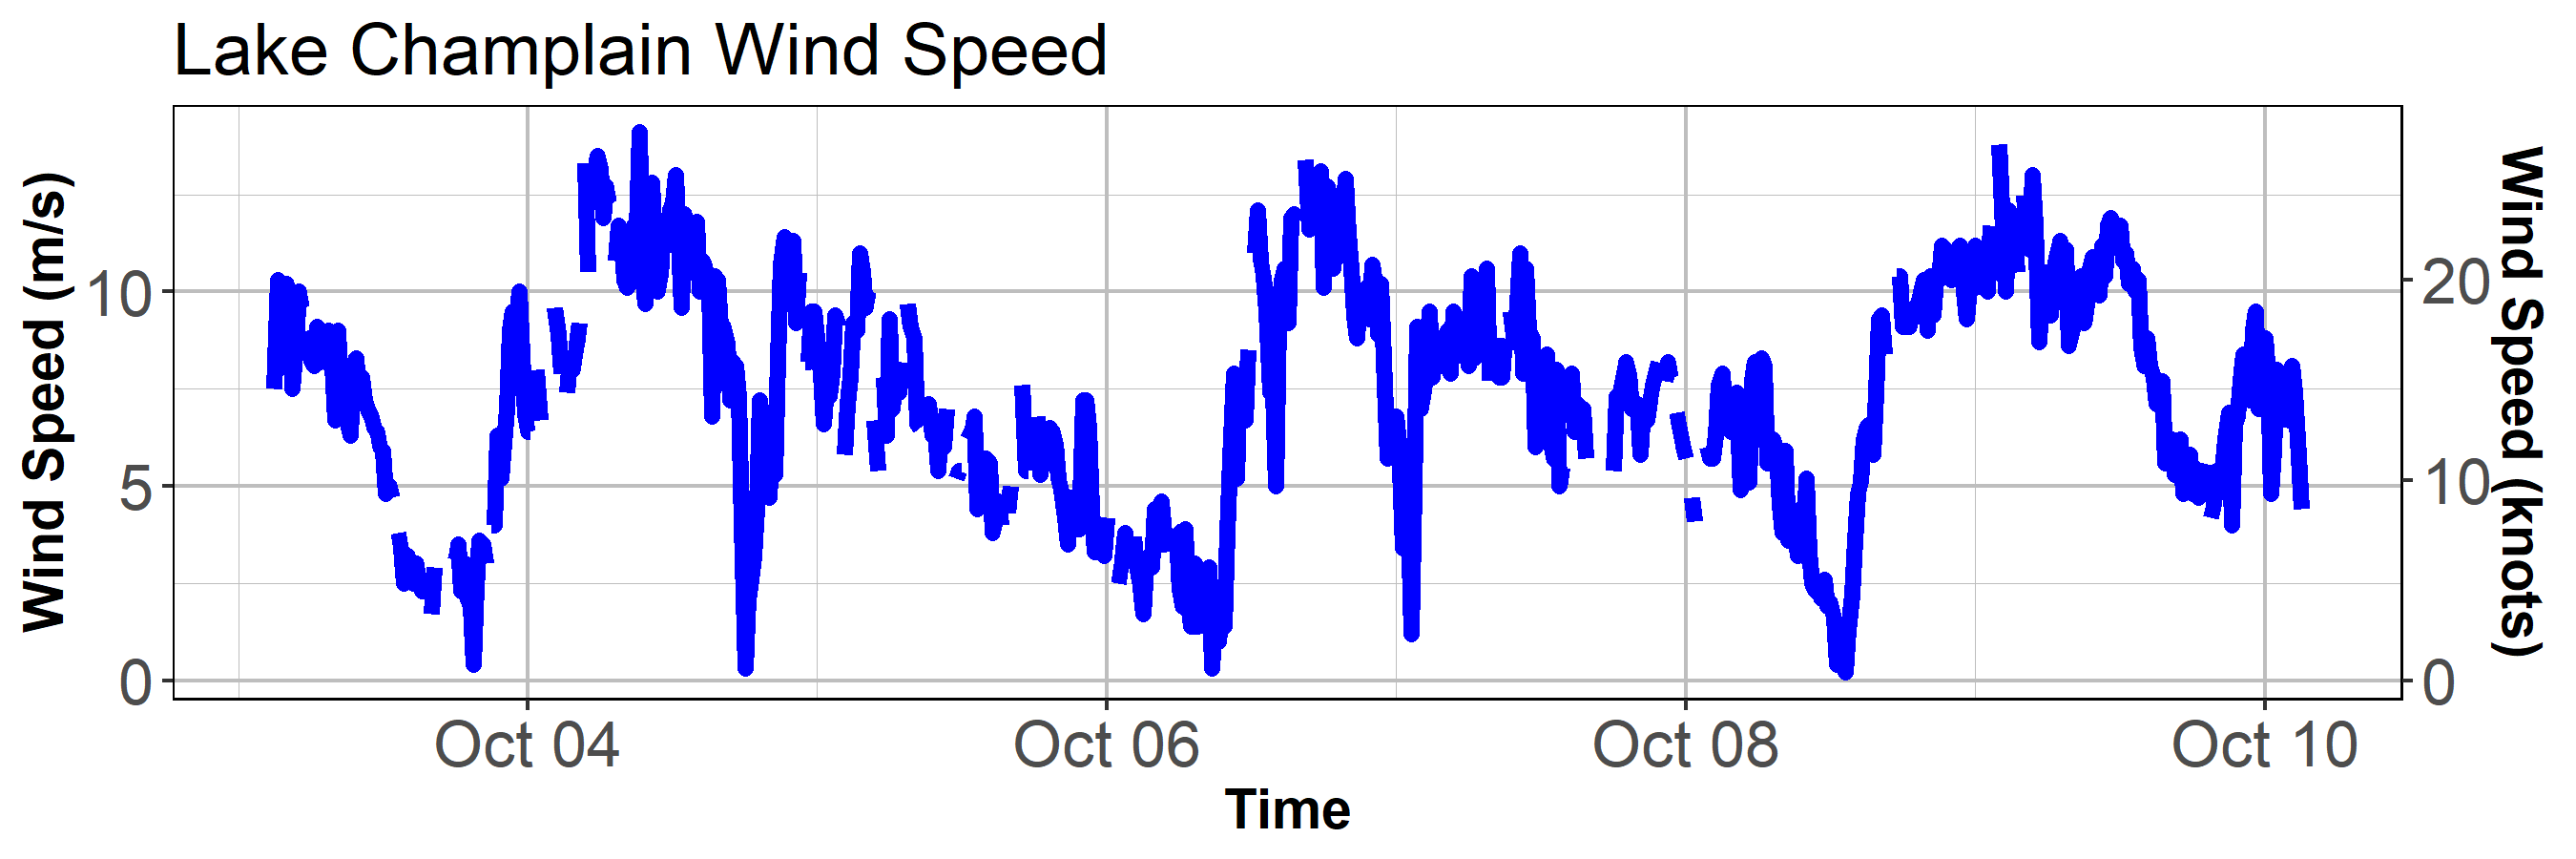 Lake Champlain Wind Speed
Wind Speed (m/s)
10
5
0
20
10
0
Wind Speed (knots)
Oct 04
Oct 06
Oct 08
Oct 10
Time